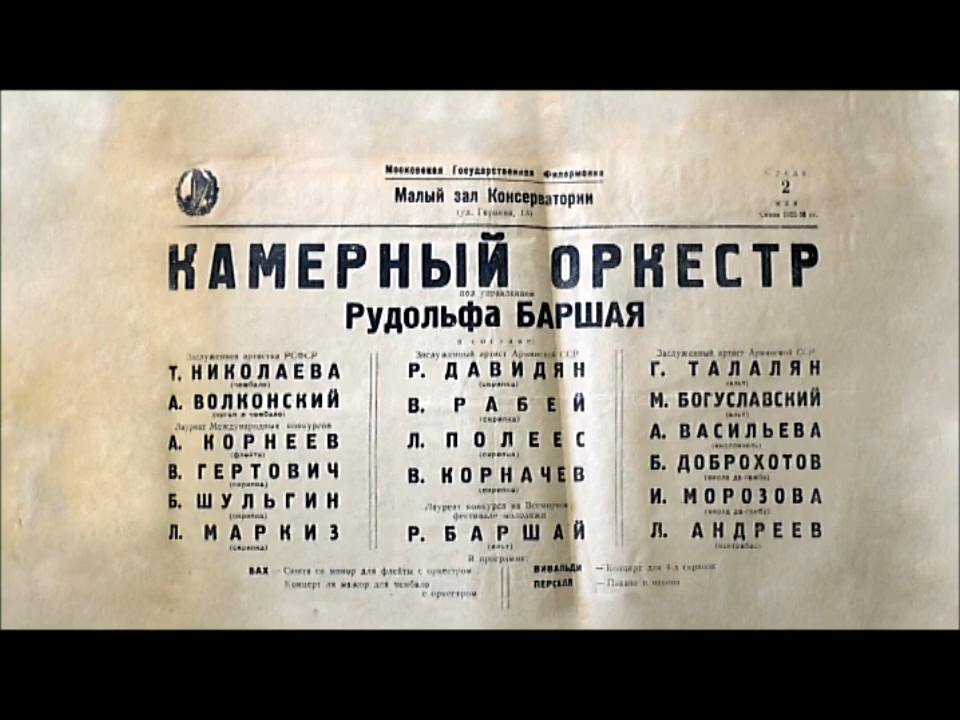 Московская Государственная Филармония
Малый зал Консерватории
(ул. Герцена, 13)
Среда
2
мая
КАМЕРНЫЙ ОРКЕСТР
под управлением
Рудольфа БАРШАЯ
в составе:
Заслуженная артистка РСФСР
Т. НИКОЛАЕВА
(чембало)
А. ВОЛКОНСКИЙ
(орган и чембало)
Лауреат Международных конкурсов
А. КОРНЕЕВ
(флейта)
В. ГЕРТОВИЧ
(скрипка)
Б. ШУЛЬГИН
(скрипка)
Л. МАРКИЗ
(скрипка)
Заслуженный артист Армянской ССР
Р. ДАВИДЯН
(скрипка)
В. РАБЕЙ
(скрипка)
Л. ПОЛЕЕС
(скрипка)
В. КОРНАЧЕВ
(скрипка)
Лауреат конкурса на Всемирном
фестивале молодежи
Р. БАРШАЙ
(альт)
Заслуженный артист Армянской ССР
Г. ТАЛАЛЯН
(альт)
М. БОГУСЛАВСКИЙ
(альт)
А. ВАСИЛЬЕВА
(виолончель)
Б. ДОБРОХОТОВ
(виола да-гамба)
И. МОРОЗОВА
(виола да-гамба)
Л. АНДРЕЕВ
(контрабас)
В программе:
БАХ — Сюита си минор для флейты с оркестром
Концерт ля мажор для чембало
с оркестром
ВИВАЛЬДИ — Концерт для 4-х скрипок
ПЕРСЕЛЛ — Павана и чакона